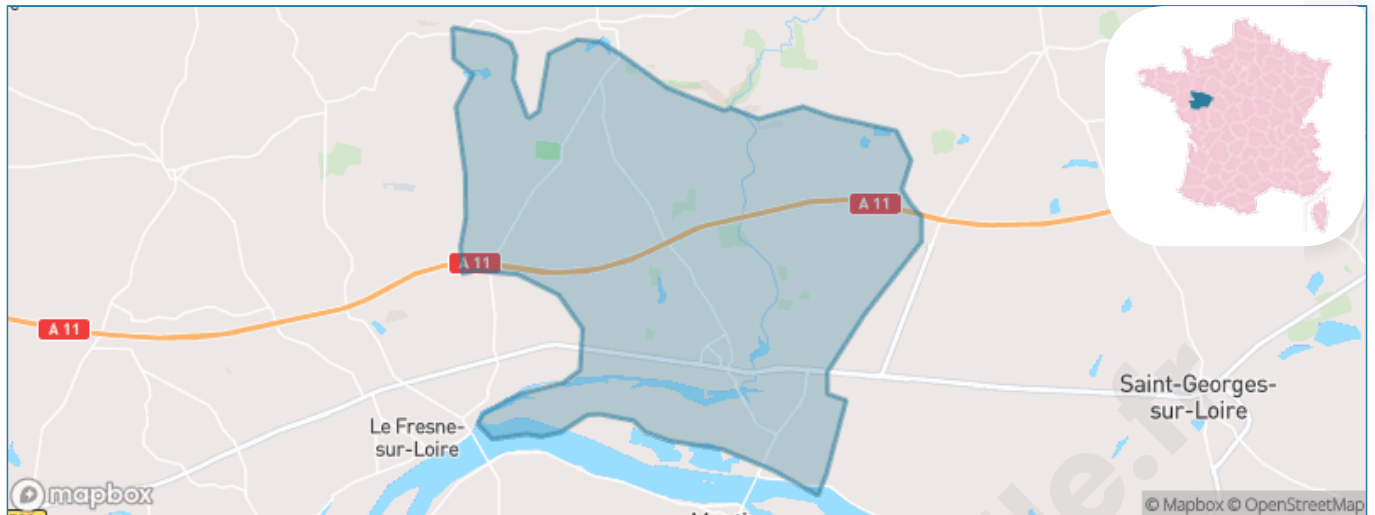 A 11
A 11
A 11
Saint-Georges-
sur-Loire
Le Fresne-
sur-Loire
mapbox
© Mapbox © OpenStreetMap